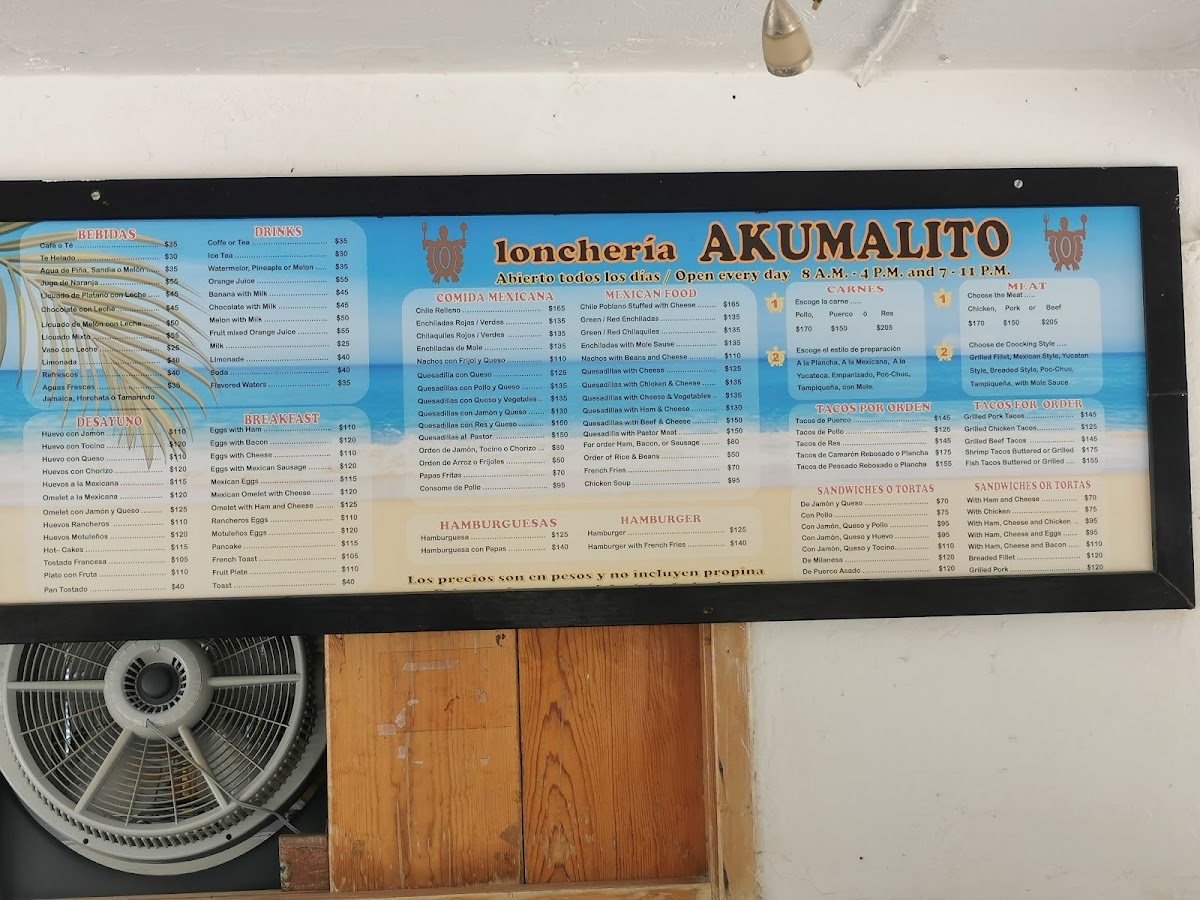 lonchería AKUMALITO
Abierto todos los días / Open every day 8 A.M. - 4 P.M. and 7 - 11 P.M.
BEBIDAS
Café o Té $35
Te Helado $30
Agua de Piña, Sandia o Melón $35
Jugo de Naranja $55
Licuado de Platano con Leche $45
Chocolate con Leche $45
Licuado de Melón con Leche $50
Licuado Mixto $55
Vaso con Leche $25
Limonada $40
Refrescos $40
Aguas Frescas $35
Jamaica, Horchata ó Tamarindo
DRINKS
Coffe or Tea $35
Ice Tea $30
Watermelor, Pineaple or Melon $35
Orange Juice $55
Banana with Milk $45
Chocolate with Milk $45
Melon with Milk $50
Fruit mixed Orange Juice $55
Milk $25
Limonade $40
Soda $40
Flavored Waters $35
DESAYUNO
Huevo con Jamón $110
Huevo con Tocino $120
Huevo con Queso $110
Huevos con Chorizo $120
Huevos a la Mexicana $115
Omelet a la Mexicana $120
Omelet con Jamón y Queso $125
Huevos Rancheros $110
Huevos Motuleños $120
Hot- Cakes $115
Tostada Francesa $105
Plato con Fruta $110
Pan Tostado $40
BREAKFAST
Eggs with Ham $110
Eggs with Bacon $120
Eggs with Cheese $110
Eggs with Mexican Sausage $120
Mexican Eggs $115
Mexican Omelet with Cheese $120
Omelet with Ham and Cheese $125
Rancheros Eggs $110
Motuleños Eggs $120
Pancake $115
French Toast $105
Fruit Plate $110
Toast $40
COMIDA MEXICANA
Chile Relleno $165
Enchiladas Rojas / Verdes $135
Chilaquiles Rojos / Verdes $135
Enchiladas de Mole $135
Nachos con Frijol y Queso $110
Quesadilla con Queso $125
Quesadillas con Pollo y Queso $135
Quesadillas con Queso y Vegetales $135
Quesadillas con Jamón y Queso $130
Quesadillas con Res y Queso $150
Quesadillas al Pastor $150
Orden de Jamón, Tocino o Chorizo $80
Orden de Arroz o Frijoles $50
Papas Fritas $70
Consome de Pollo $95
MEXICAN FOOD
Chile Poblano Stuffed with Cheese $165
Green / Red Enchiladas $135
Green / Red Chilaquiles $135
Enchiladas with Mole Sause $135
Nachos with Beans and Cheese $110
Quesadillas with Cheese $125
Quesadillas with Chicken & Cheese $135
Quesadillas with Cheese & Vegetables $135
Quesadillas with Ham & Cheese $130
Quesadillas with Beef & Cheese $150
Quesadilla with Pastor Meat $150
For order Ham, Bacon, or Sausage $80
Order of Rice & Beans $50
French Fries $70
Chicken Soup $95
HAMBURGUESAS
Hamburguesa $125
Hamburguesa con Papas $140
HAMBURGER
Hamburger $125
Hamburger with French Fries $140
Los precios son en pesos y no incluyen propina
CARNES
1 Escoge la carne .....
Pollo, Puerco ó Res
$170 $150 $205
2 Escoge el estilo de preparación
A la Plancha, A la Mexicana, A la
Yucateca, Empanizado, Poc-Chuc,
Tampiqueña, con Mole.
MEAT
1 Choose the Meat .....
Chicken, Pork or Beef
$170 $150 $205
2 Choose de Coocking Style .....
Grilled Fillet, Mexican Style, Yucatan
Style, Breaded Style, Poc-Chuc,
Tampiqueña, with Mole Sauce
TACOS POR ORDEN
Tacos de Puerco $145
Tacos de Pollo $125
Tacos de Res $145
Tacos de Camarón Rebosado o Plancha $175
Tacos de Pescado Rebosado o Plancha $155
TACOS FOR ORDER
Grilled Pork Tacos $145
Grilled Chicken Tacos $125
Grilled Beef Tacos $145
Shrimp Tacos Buttered or Grilled $175
Fish Tacos Buttered or Grilled $155
SANDWICHES O TORTAS
De Jamón y Queso $70
Con Pollo $75
Con Jamón, Queso y Pollo $95
Con Jamón, Queso y Huevo $95
Con Jamón, Queso y Tocino $110
De Milanesa $120
De Puerco Asado $120
SANDWICHES OR TORTAS
With Ham and Cheese $70
With Chicken $75
With Ham, Cheese and Chicken $95
With Ham, Cheese and Eggs $95
With Ham, Cheese and Bacon $110
Breaded Fillet $120
Grilled Pork $120